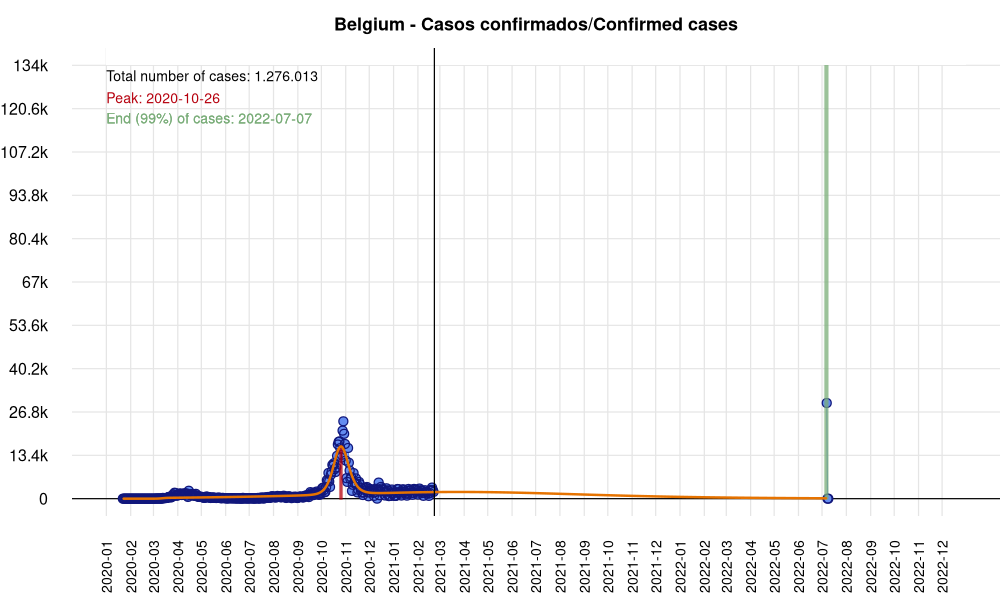 Belgium - Casos confirmados/Confirmed cases
134k
Total number of cases: 1.276.013
Peak: 2020-10-26
End (99%) of cases: 2022-07-07
120.6k
107.2k
93.8k
80.4k
67k
53.6k
40.2k
26.8k
13.4k
0
2020-01
2020-02
2020-03
2020-04
2020-05
2020-06
2020-07
2020-08
2020-09
2020-10
2020-11
2020-12
2021-01
2021-02
2021-03
2021-04
2021-05
2021-06
2021-07
2021-08
2021-09
2021-10
2021-11
2021-12
2022-01
2022-02
2022-03
2022-04
2022-05
2022-06
2022-07
2022-08
2022-09
2022-10
2022-11
2022-12